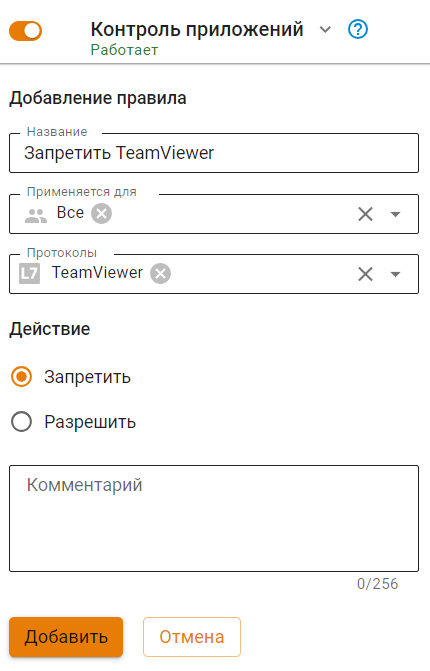 Контроль приложений
Работает
Добавление правила
Название
Запретить TeamViewer
Применяется для
Все
Протоколы
L7 TeamViewer
Действие
Запретить
Разрешить
Комментарий
0/256
Добавить Отмена